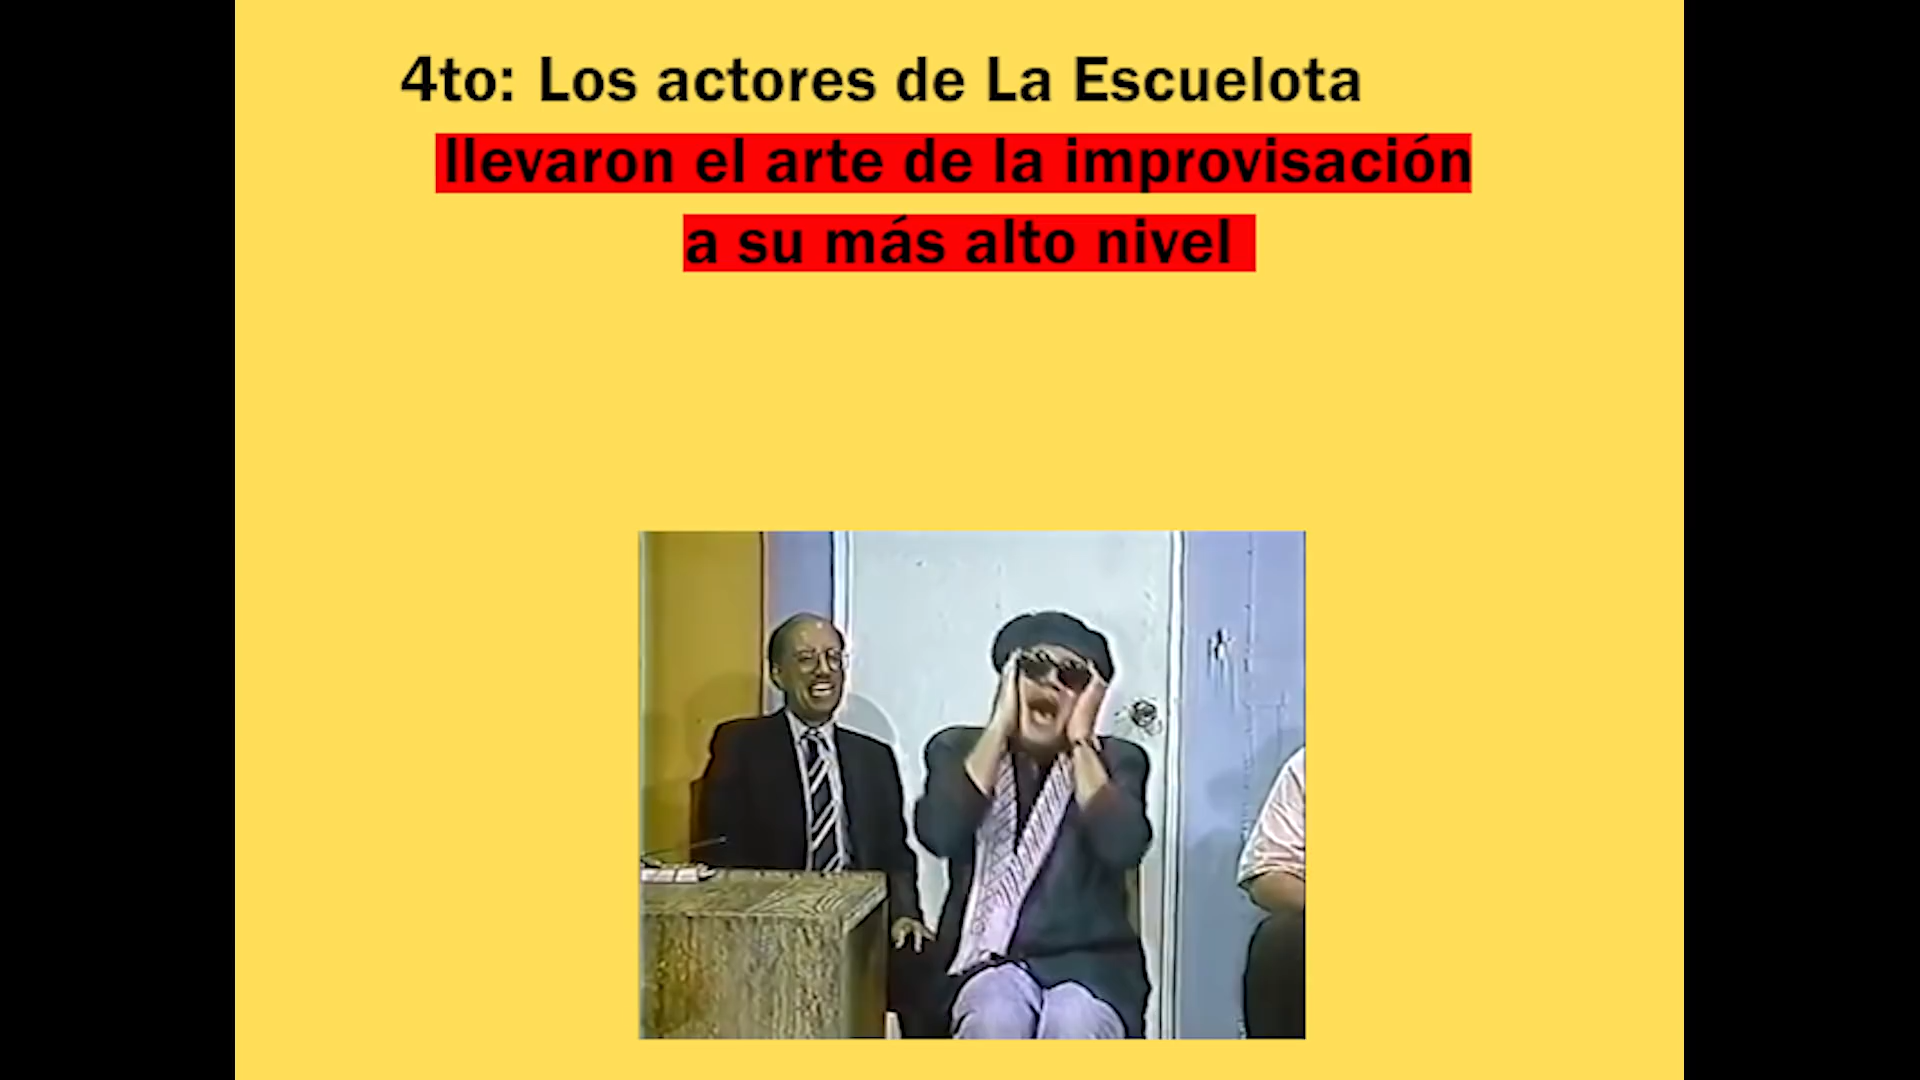 4to: Los actores de La Escuelota
llevaron el arte de la improvisación
a su más alto nivel